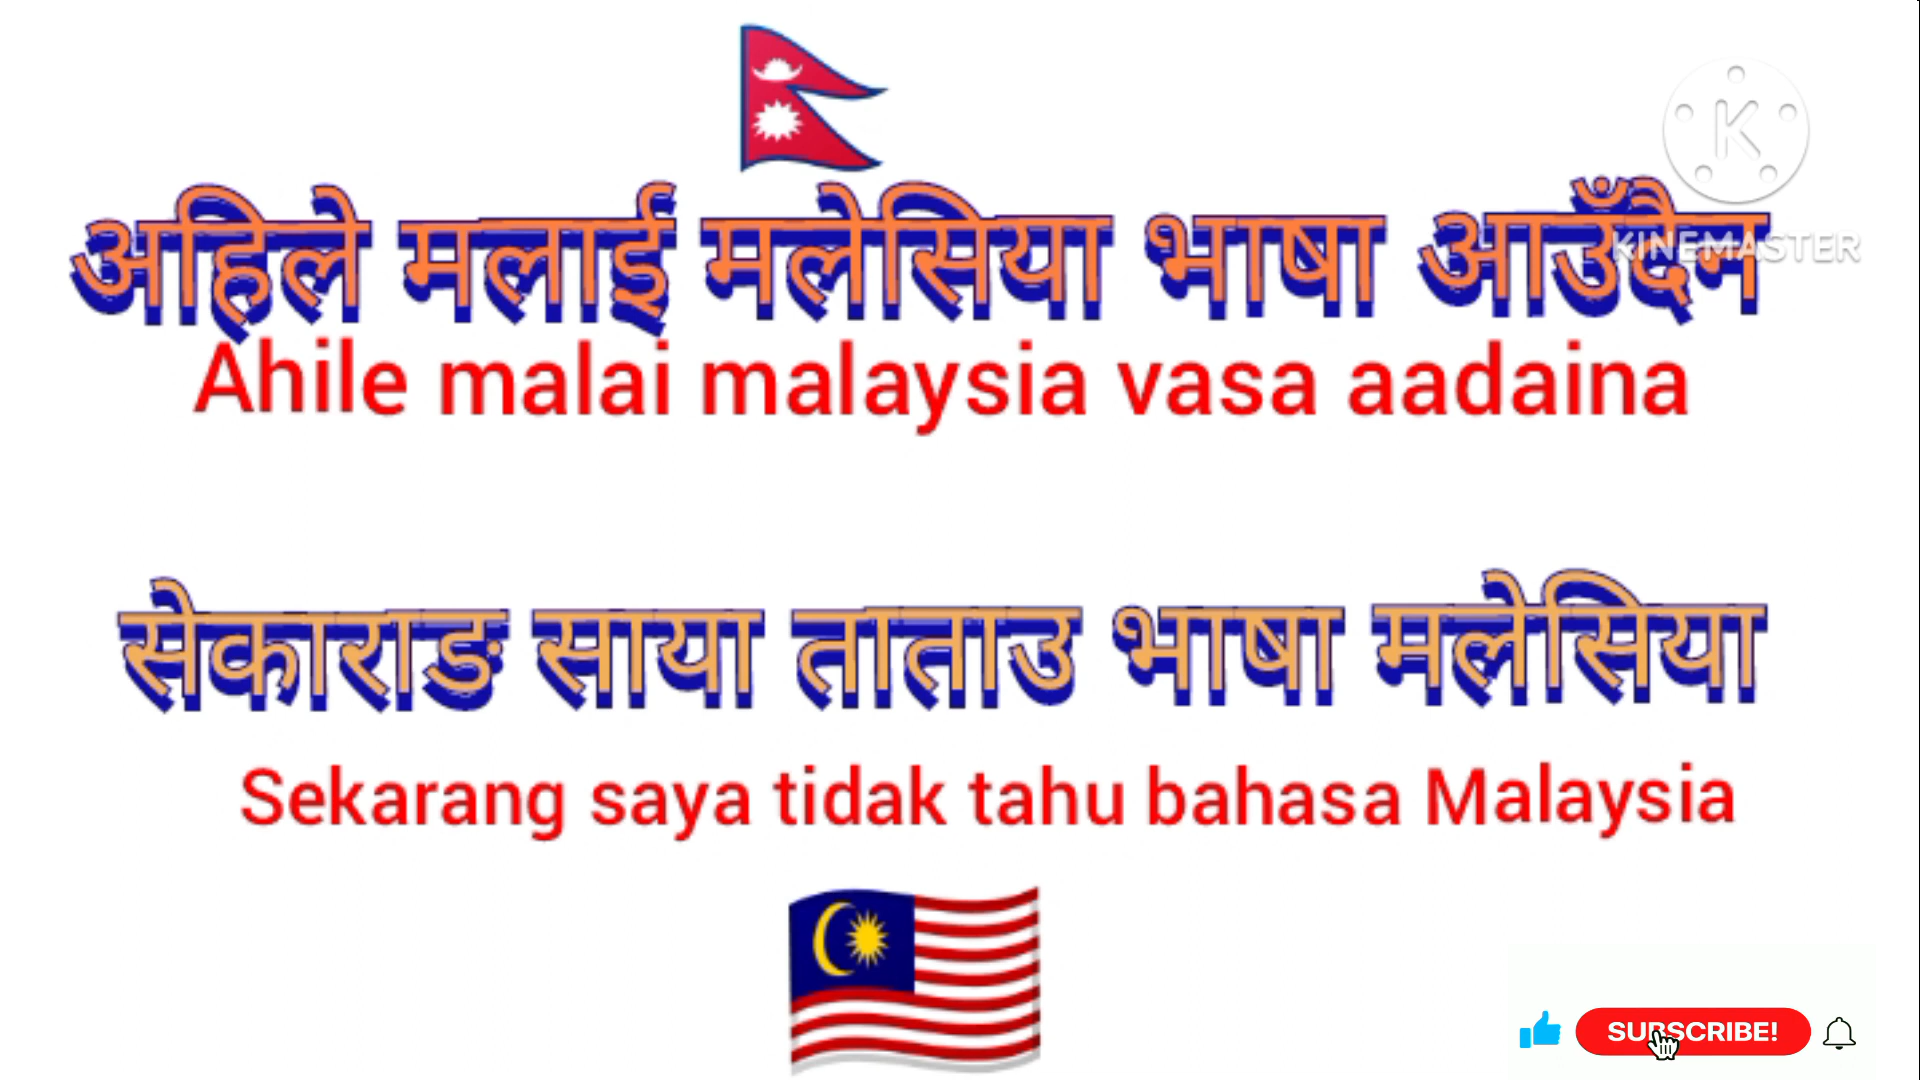 अहिले मलाई मलेसिया भाषा आउँदैन
KINEMASTER
Ahile malai malaysia vasa aadaina
सेकाराङ साया ताताउ भाषा मलेसिया
Sekarang saya tidak tahu bahasa Malaysia
SUBSCRIBE!